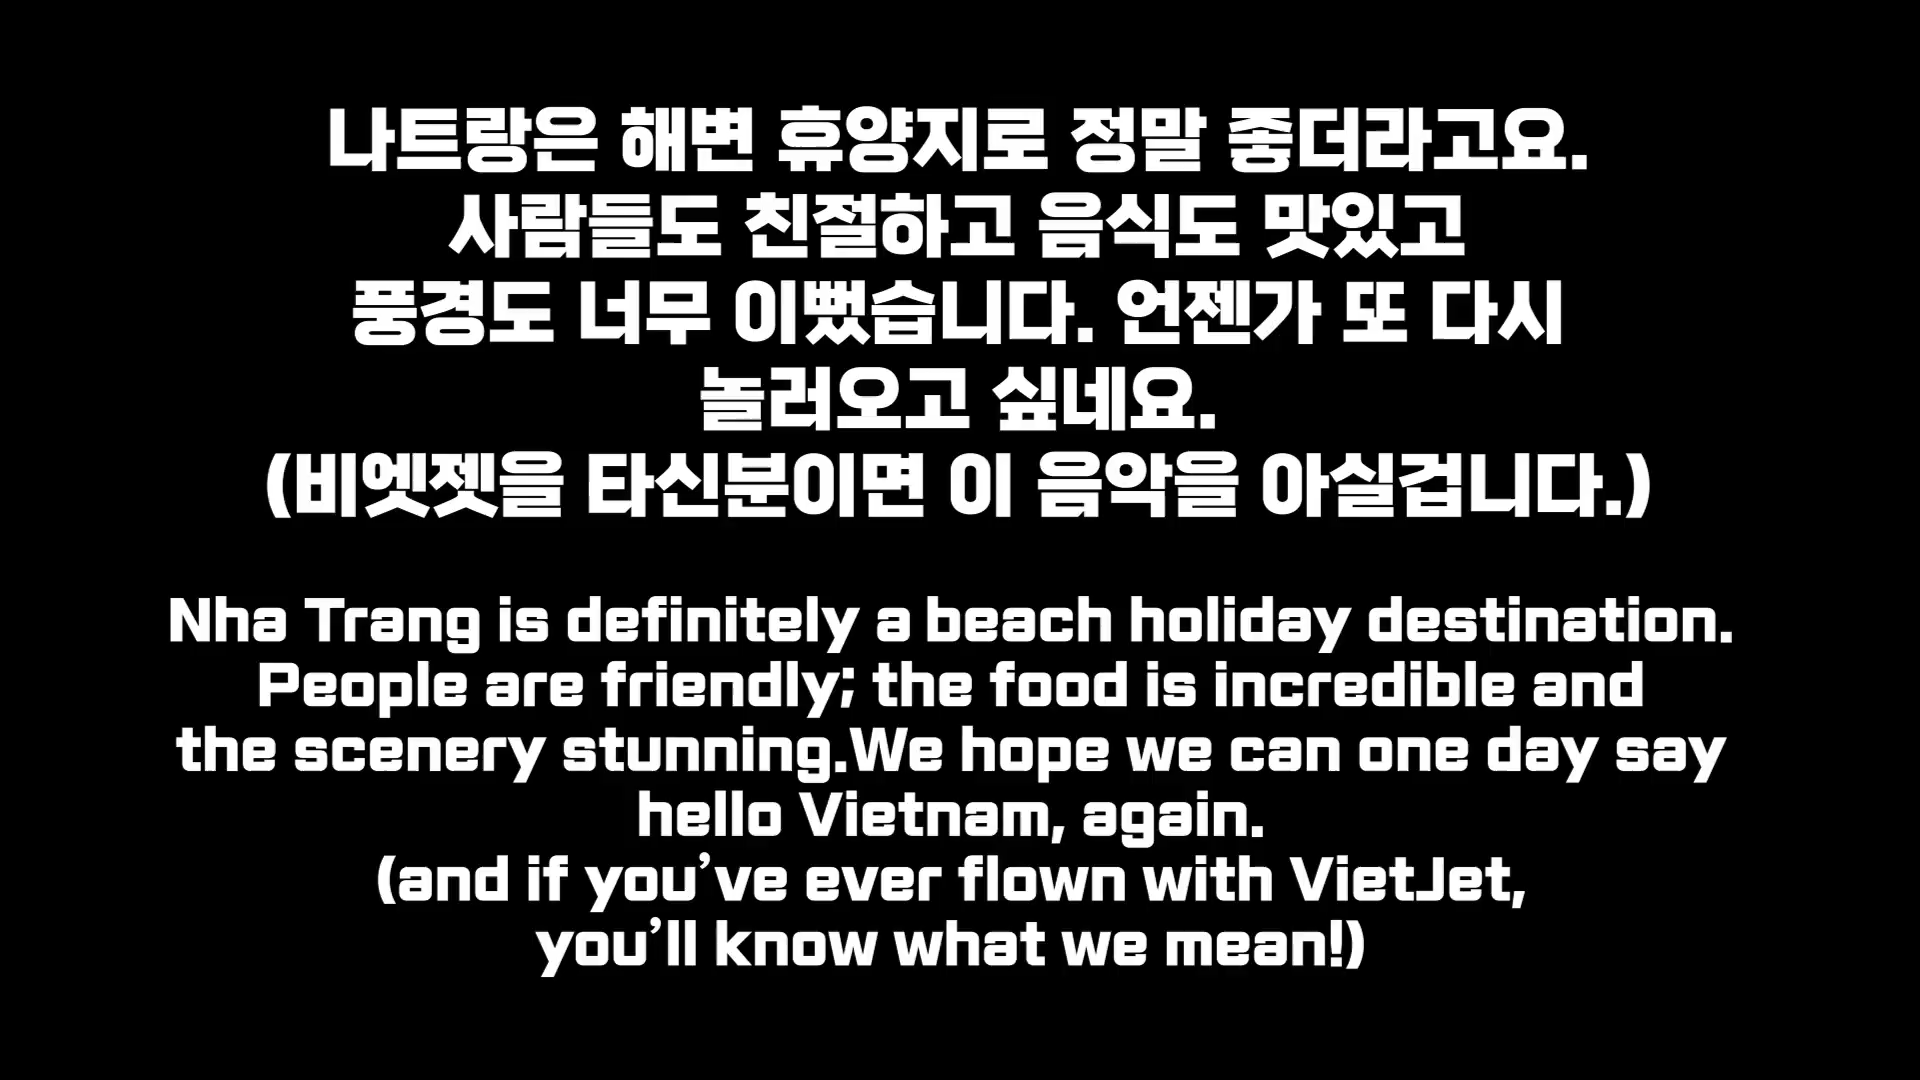 나트랑은 해변 휴양지로 정말 좋더라고요.
사람들도 친절하고 음식도 맛있고
풍경도 너무 이뻤습니다. 언젠가 또 다시
놀러오고 싶네요.
(비엣젯을 타신분이면 이 음악을 아실겁니다.)
Nha Trang is definitely a beach holiday destination.
People are friendly; the food is incredible and
the scenery stunning.We hope we can one day say
hello Vietnam, again.
(and if you’ve ever flown with VietJet,
you’ll know what we mean!)